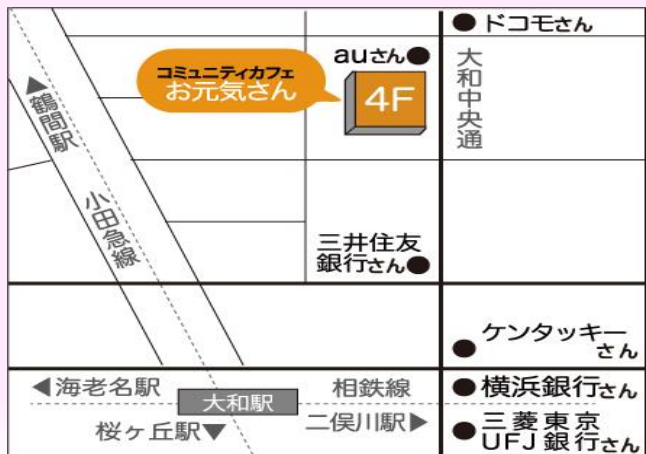 ドコモさん
auさん
コミュニティカフェ
お元気さん
4F
大和中央通
▲鶴間駅
小田急線
三井住友
銀行さん
ケンタッキー
さん
◀海老名駅
大和駅
相鉄線
横浜銀行さん
桜ヶ丘駅▼
二俣川駅▶
三菱東京
UFJ銀行さん